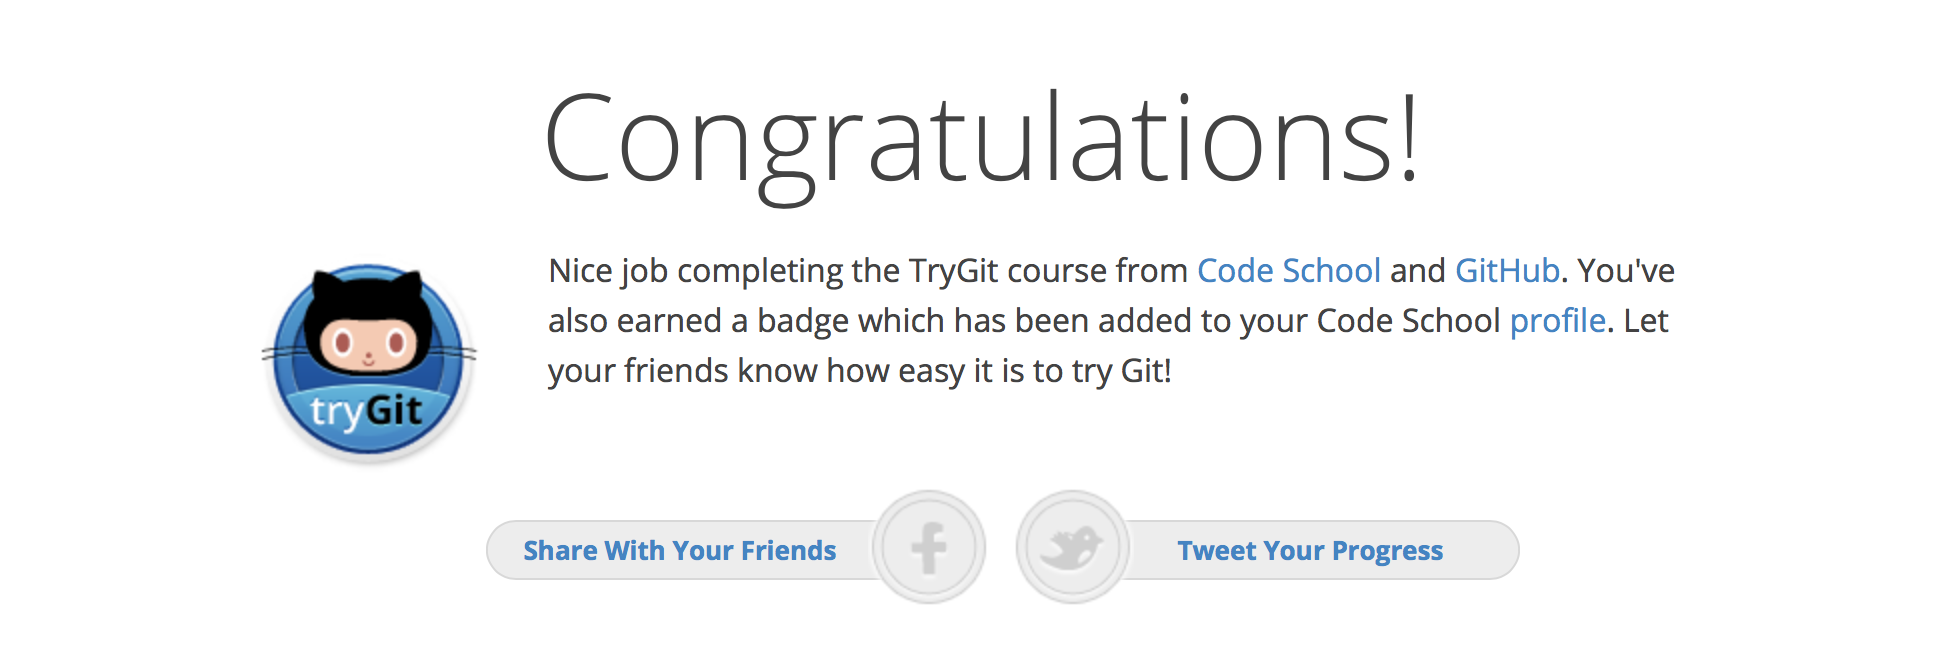 Congratulations!
Nice job completing the TryGit course from Code School and GitHub. You've
also earned a badge which has been added to your Code School profile. Let
your friends know how easy it is to try Git!
tryGit
Share With Your Friends
Tweet Your Progress